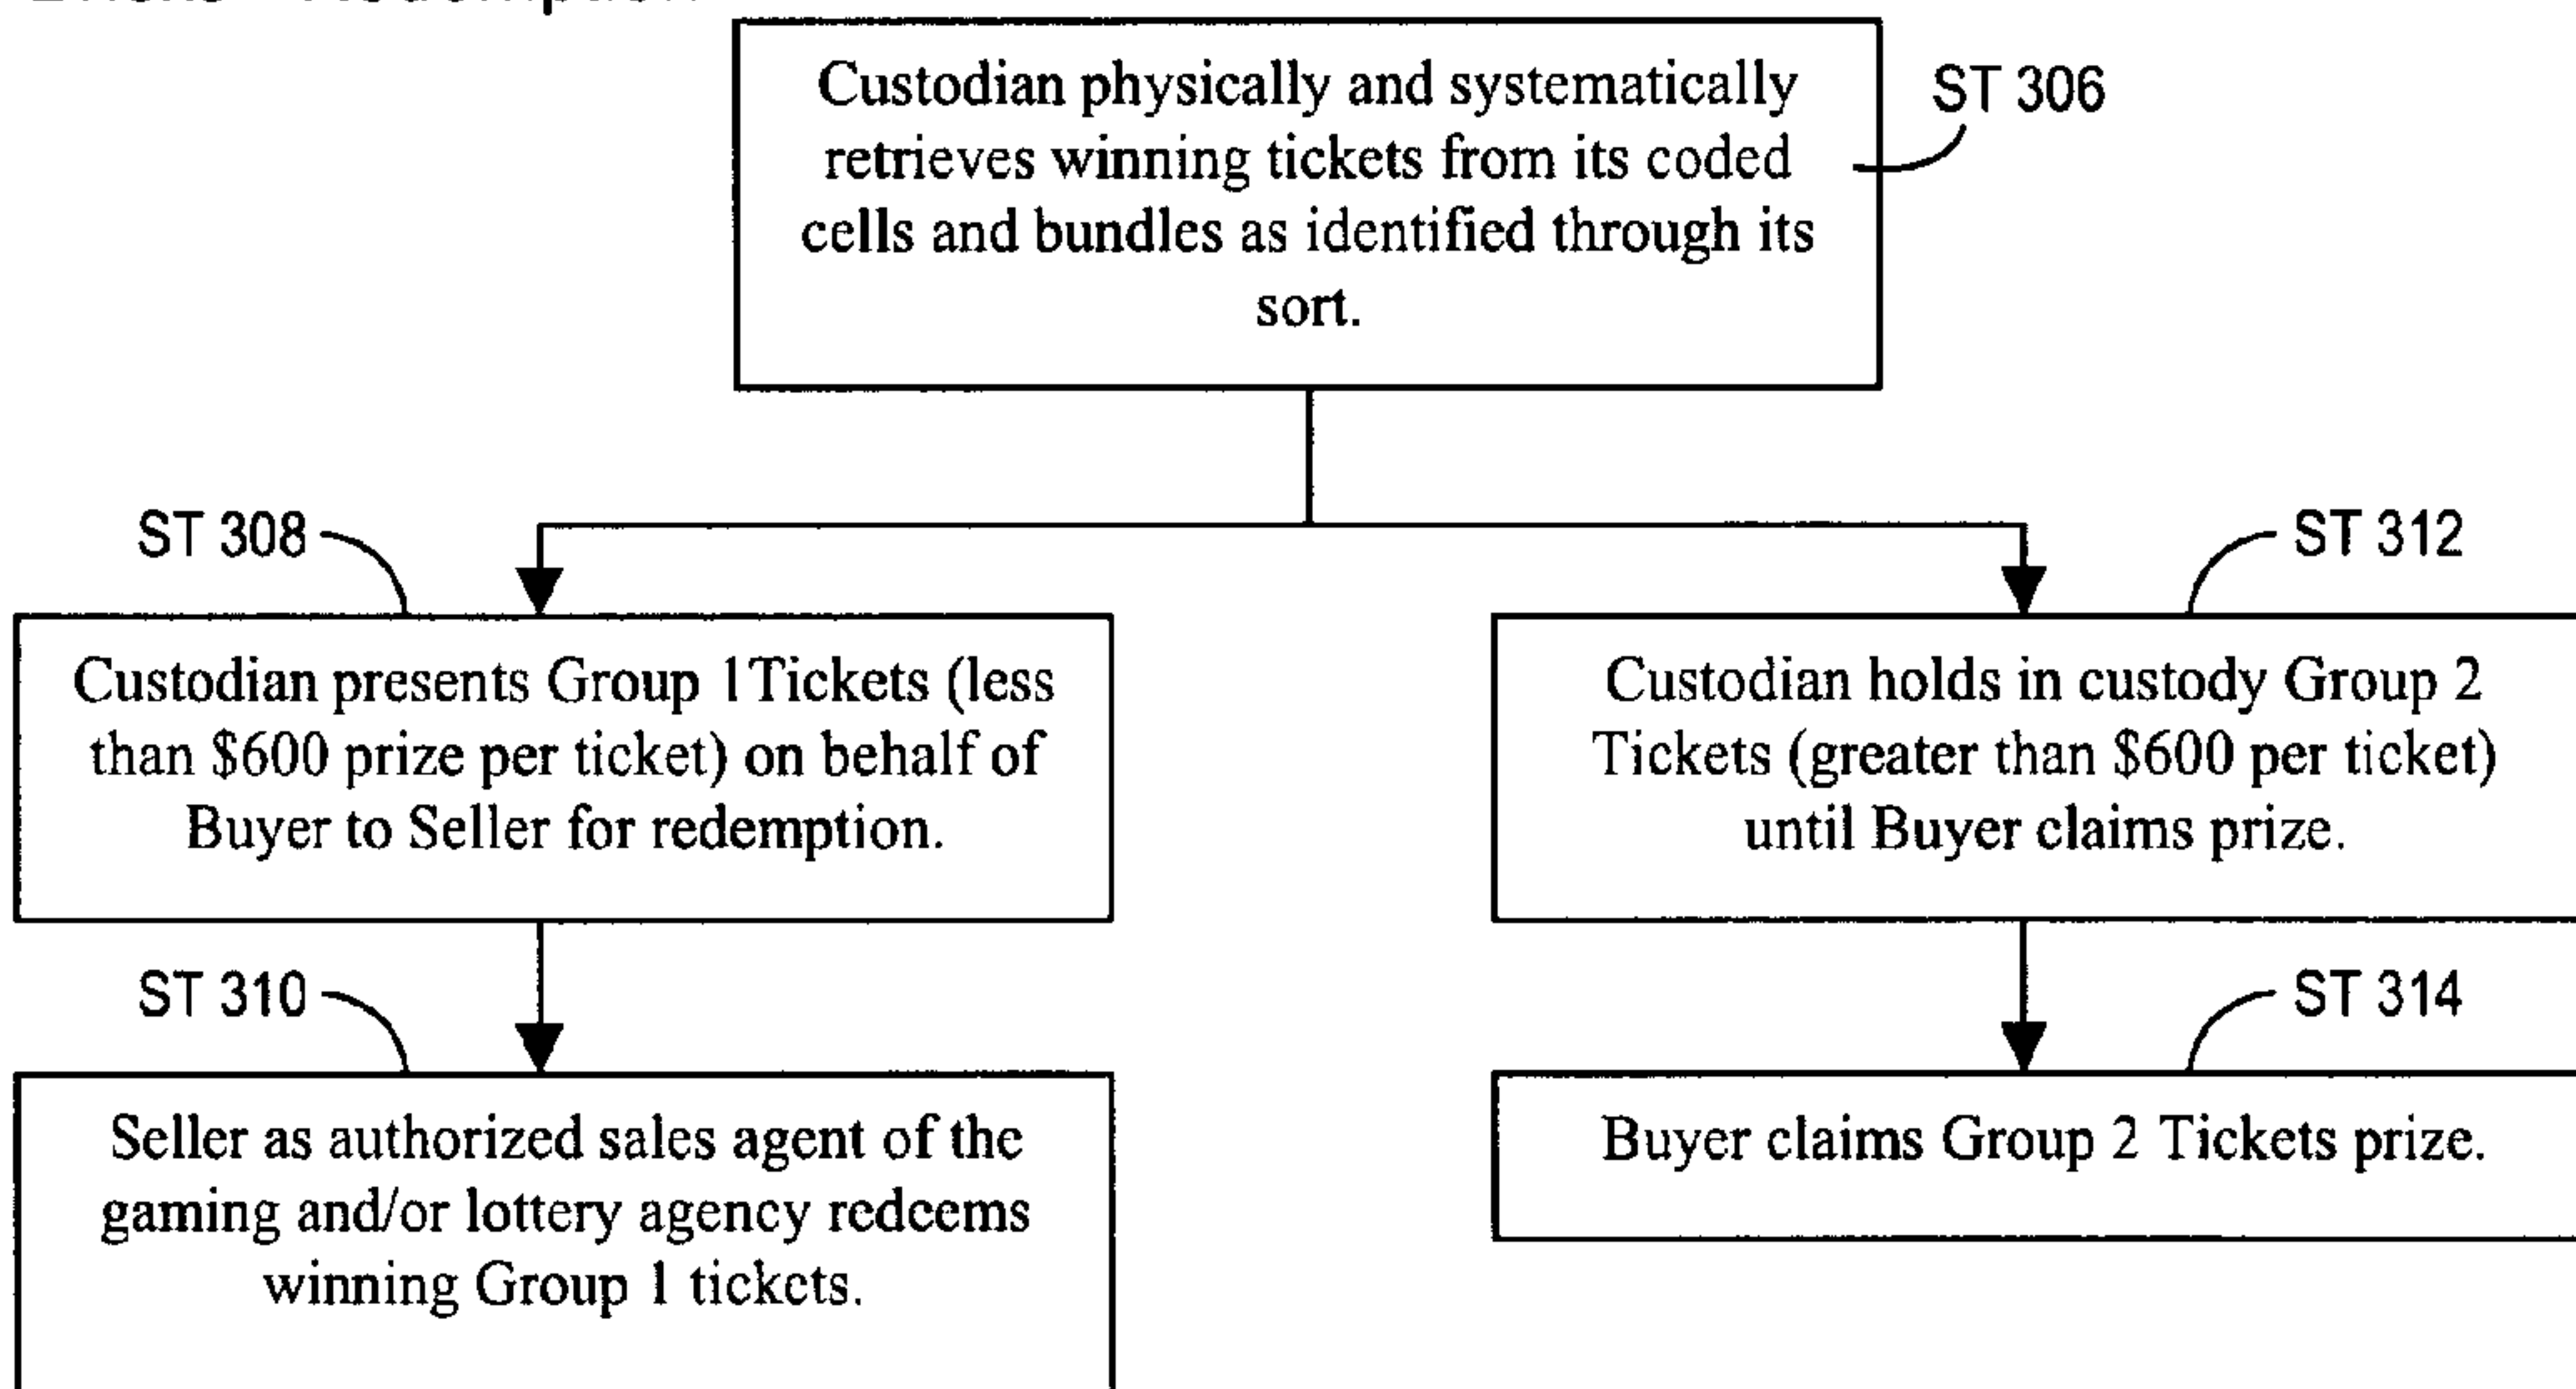 Custodian physically and systematically
retrieves winning tickets from its coded
cells and bundles as identified through its
sort.
ST 306
ST 308
ST 312
Custodian presents Group 1Tickets (less
than $600 prize per ticket) on behalf of
Buyer to Seller for redemption.
Custodian holds in custody Group 2
Tickets (greater than $600 per ticket)
until Buyer claims prize.
ST 310
ST 314
Seller as authorized sales agent of the
gaming and/or lottery agency redeems
winning Group 1 tickets.
Buyer claims Group 2 Tickets prize.